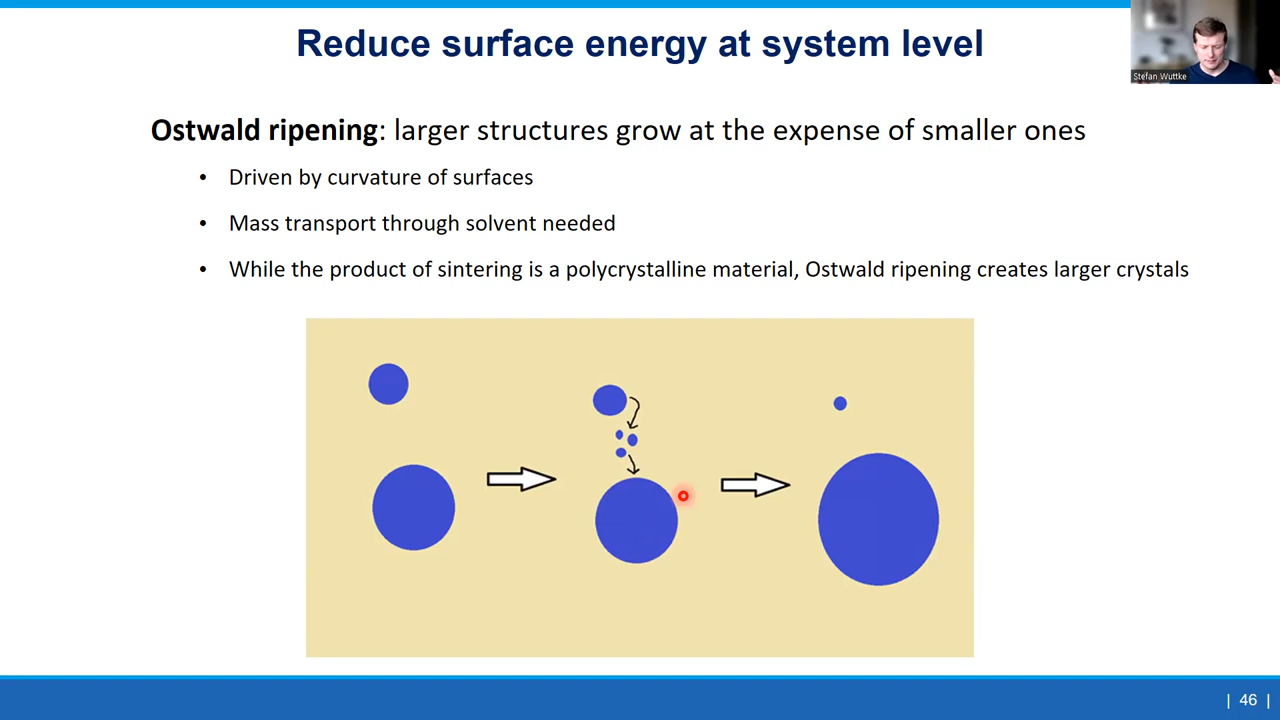 Reduce surface energy at system level
Stefan Wuttke
Ostwald ripening: larger structures grow at the expense of smaller ones
• Driven by curvature of surfaces
• Mass transport through solvent needed
• While the product of sintering is a polycrystalline material, Ostwald ripening creates larger crystals
| 46 |